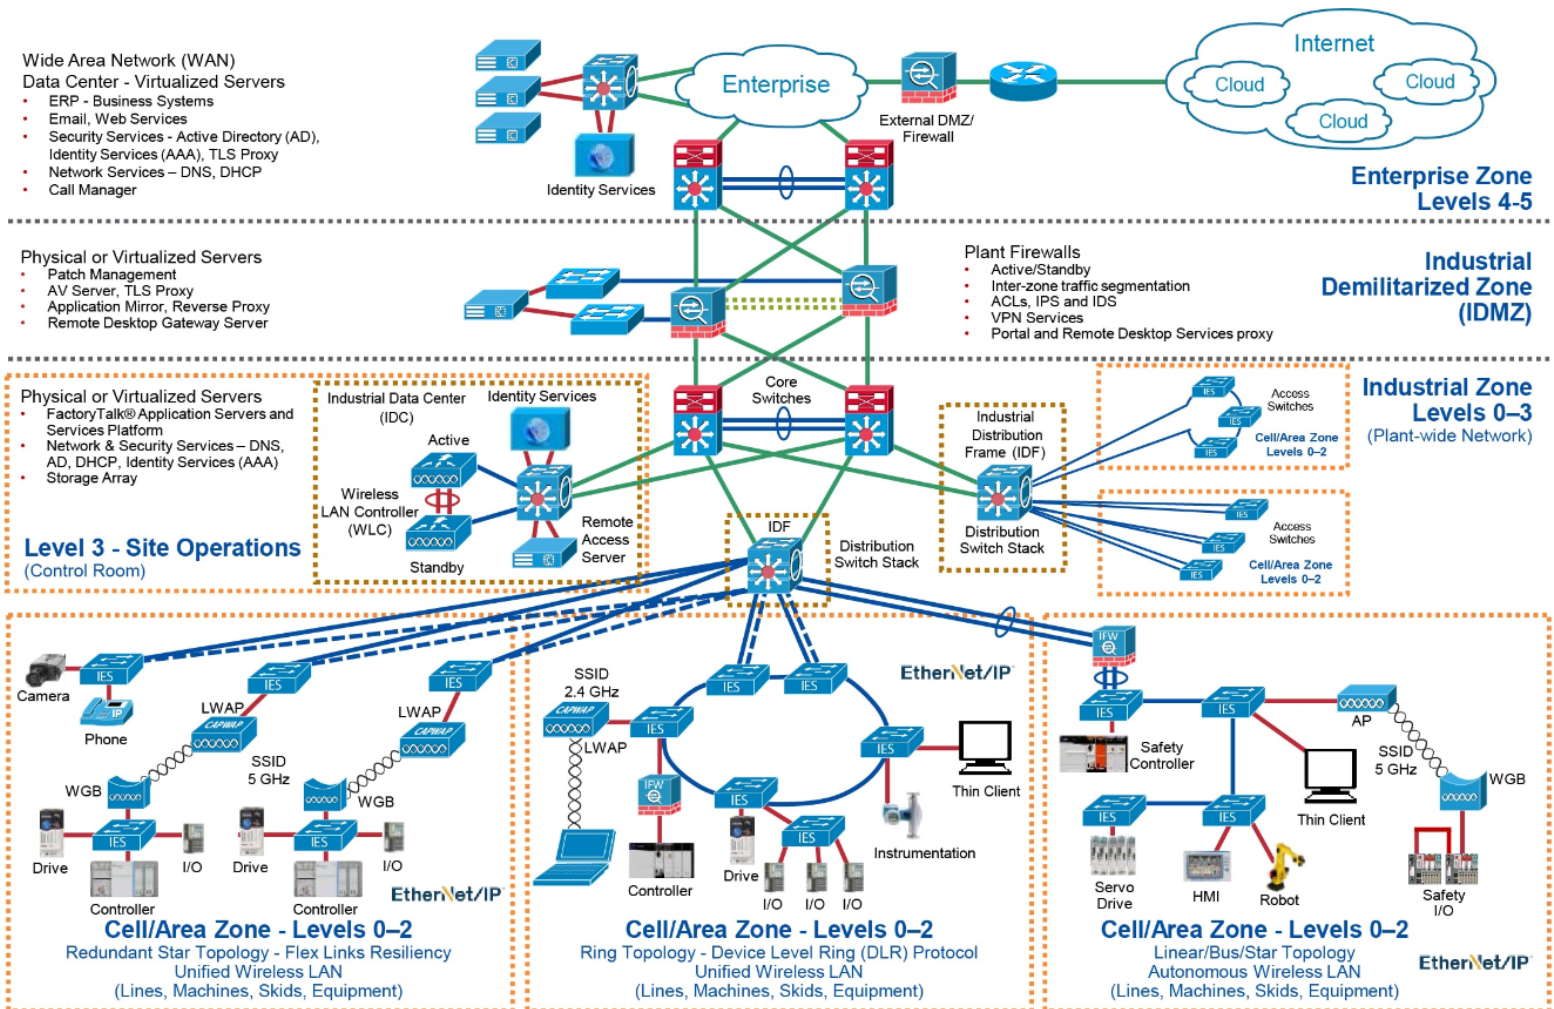 Wide Area Network (WAN)
Data Center - Virtualized Servers
• ERP - Business Systems
• Email, Web Services
• Security Services - Active Directory (AD),
Identity Services (AAA), TLS Proxy
• Network Services – DNS, DHCP
• Call Manager
Identity Services
Enterprise
External DMZ/
Firewall
Internet
Cloud
Cloud
Cloud
Enterprise Zone
Levels 4-5
Physical or Virtualized Servers
• Patch Management
• AV Server, TLS Proxy
• Application Mirror, Reverse Proxy
• Remote Desktop Gateway Server
Plant Firewalls
• Active/Standby
• Inter-zone traffic segmentation
• ACLs, IPS and IDS
• VPN Services
• Portal and Remote Desktop Services proxy
Industrial
Demilitarized Zone
(IDMZ)
Physical or Virtualized Servers
• FactoryTalk® Application Servers and
Services Platform
• Network & Security Services – DNS,
AD, DHCP, Identity Services (AAA)
• Storage Array
Level 3 - Site Operations
(Control Room)
Industrial Data Center
(IDC)
Identity Services
Active
Wireless
LAN Controller
(WLC)
Standby
Remote
Access
Server
Core
Switches
IDF
Distribution
Switch Stack
Industrial
Distribution
Frame (IDF)
Distribution
Switch Stack
IES
IES
IES
Access
Switches
Cell/Area Zone
Levels 0–2
IES
IES
IES
Access
Switches
Cell/Area Zone
Levels 0–2
Industrial Zone
Levels 0–3
(Plant-wide Network)
Camera
IES
IP
Phone
IES
LWAP
CAPWAP
SSID
5 GHz
WGB
IES
Drive
I/O
Controller
IES
LWAP
CAPWAP
WGB
IES
Drive
I/O
Controller
EtherNet/IP™
Cell/Area Zone - Levels 0–2
Redundant Star Topology - Flex Links Resiliency
Unified Wireless LAN
(Lines, Machines, Skids, Equipment)
SSID
2.4 GHz
CAPWAP
LWAP
IES
IES
IES
EtherNet/IP™
IES
Thin Client
IFW
Controller
IES
Drive
IES
I/O
I/O
I/O
Instrumentation
Cell/Area Zone - Levels 0–2
Ring Topology - Device Level Ring (DLR) Protocol
Unified Wireless LAN
(Lines, Machines, Skids, Equipment)
IFW
IES
Safety
Controller
IES
AP
SSID
5 GHz
WGB
Thin Client
IES
Servo
Drive
IES
HMI
Robot
Safety
I/O
Cell/Area Zone - Levels 0–2
Linear/Bus/Star Topology
Autonomous Wireless LAN
(Lines, Machines, Skids, Equipment)
EtherNet/IP™